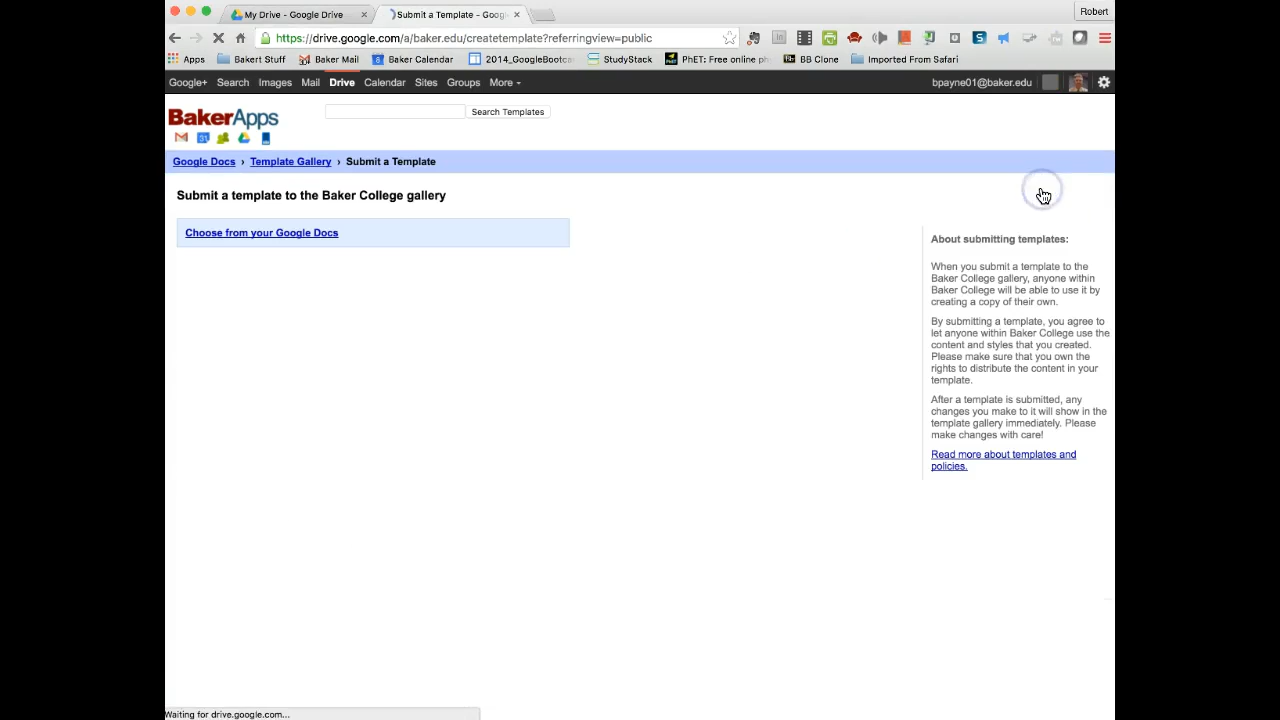 My Drive - Google Drive
Submit a Template - Goog
Robert
https://drive.google.com/a/baker.edu/createtemplate?referringview=public
Apps Bakert Stuff Baker Mail Baker Calendar 2014_GoogleBootca StudyStack PhET: Free online ph BB Clone Imported From Safari
Google+ Search Images Mail Drive Calendar Sites Groups More bpayne01@baker.edu
BakerApps
Search Templates
Google Docs › Template Gallery › Submit a Template
Submit a template to the Baker College gallery
Choose from your Google Docs
About submitting templates:
When you submit a template to the
Baker College gallery, anyone within
Baker College will be able to use it by
creating a copy of their own.
By submitting a template, you agree to
let anyone within Baker College use the
content and styles that you created.
Please make sure that you own the
rights to distribute the content in your
template.
After a template is submitted, any
changes you make to it will show in the
template gallery immediately. Please
make changes with care!
Read more about templates and
policies.
Waiting for drive.google.com...